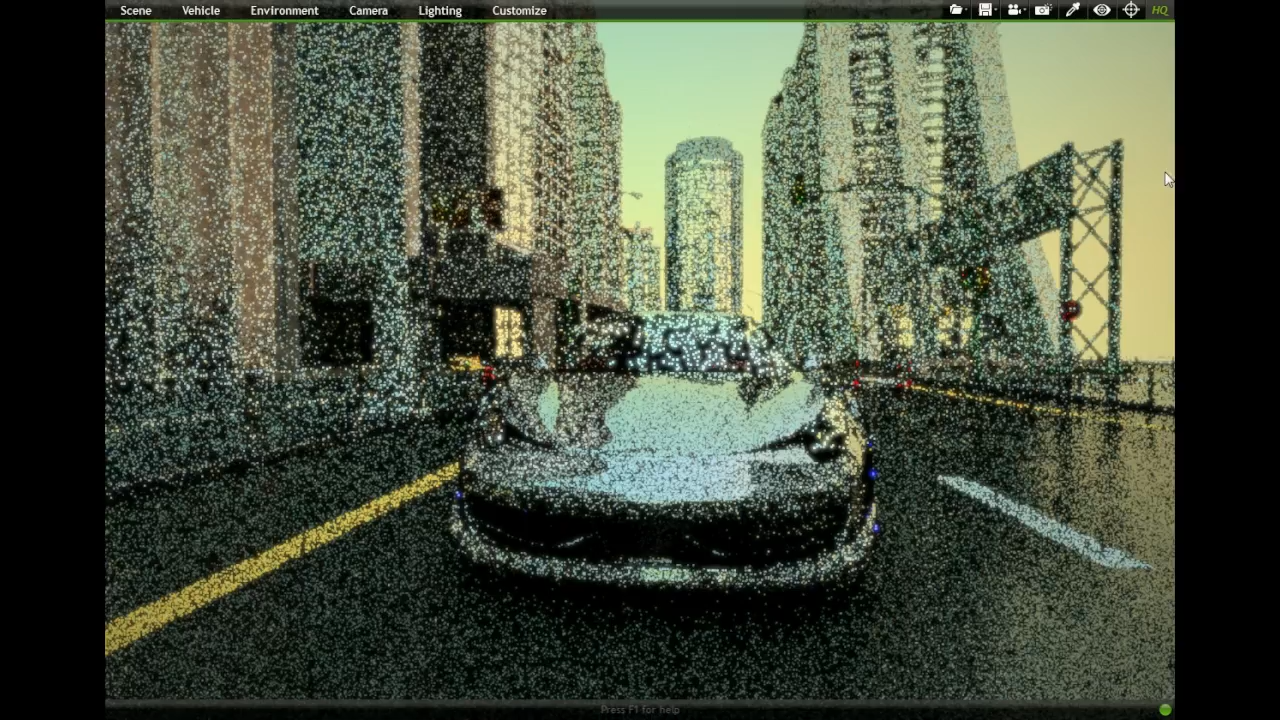 Scene Vehicle Environment Camera Lighting Customize HQ
Press F1 for help